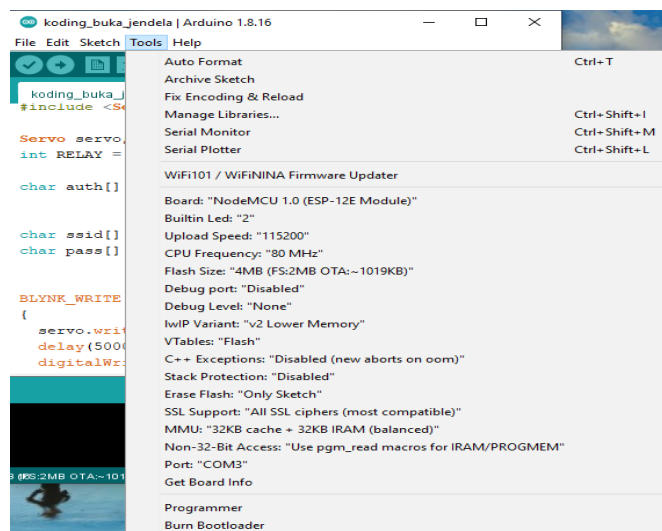 koding_buka_jendela | Arduino 1.8.16
File Edit Sketch Tools Help
koding_buka_j
#include <Se
Servo servo,
int RELAY =
char auth[]
char ssid[]
char pass[]
BLYNK_WRITE
{
servo.writ
delay(5000
digitalWr:
Auto Format Ctrl+T
Archive Sketch
Fix Encoding & Reload
Manage Libraries... Ctrl+Shift+I
Serial Monitor Ctrl+Shift+M
Serial Plotter Ctrl+Shift+L
WiFi101 / WiFiNINA Firmware Updater
Board: "NodeMCU 1.0 (ESP-12E Module)"
Builtin Led: "2"
Upload Speed: "115200"
CPU Frequency: "80 MHz"
Flash Size: "4MB (FS:2MB OTA:~1019KB)"
Debug port: "Disabled"
Debug Level: "None"
lwIP Variant: "v2 Lower Memory"
VTables: "Flash"
C++ Exceptions: "Disabled (new aborts on oom)"
Stack Protection: "Disabled"
Erase Flash: "Only Sketch"
SSL Support: "All SSL ciphers (most compatible)"
MMU: "32KB cache + 32KB IRAM (balanced)"
Non-32-Bit Access: "Use pgm_read macros for IRAM/PROGMEM"
Port: "COM3"
Get Board Info
Programmer
Burn Bootloader
FS:2MB OTA:~101